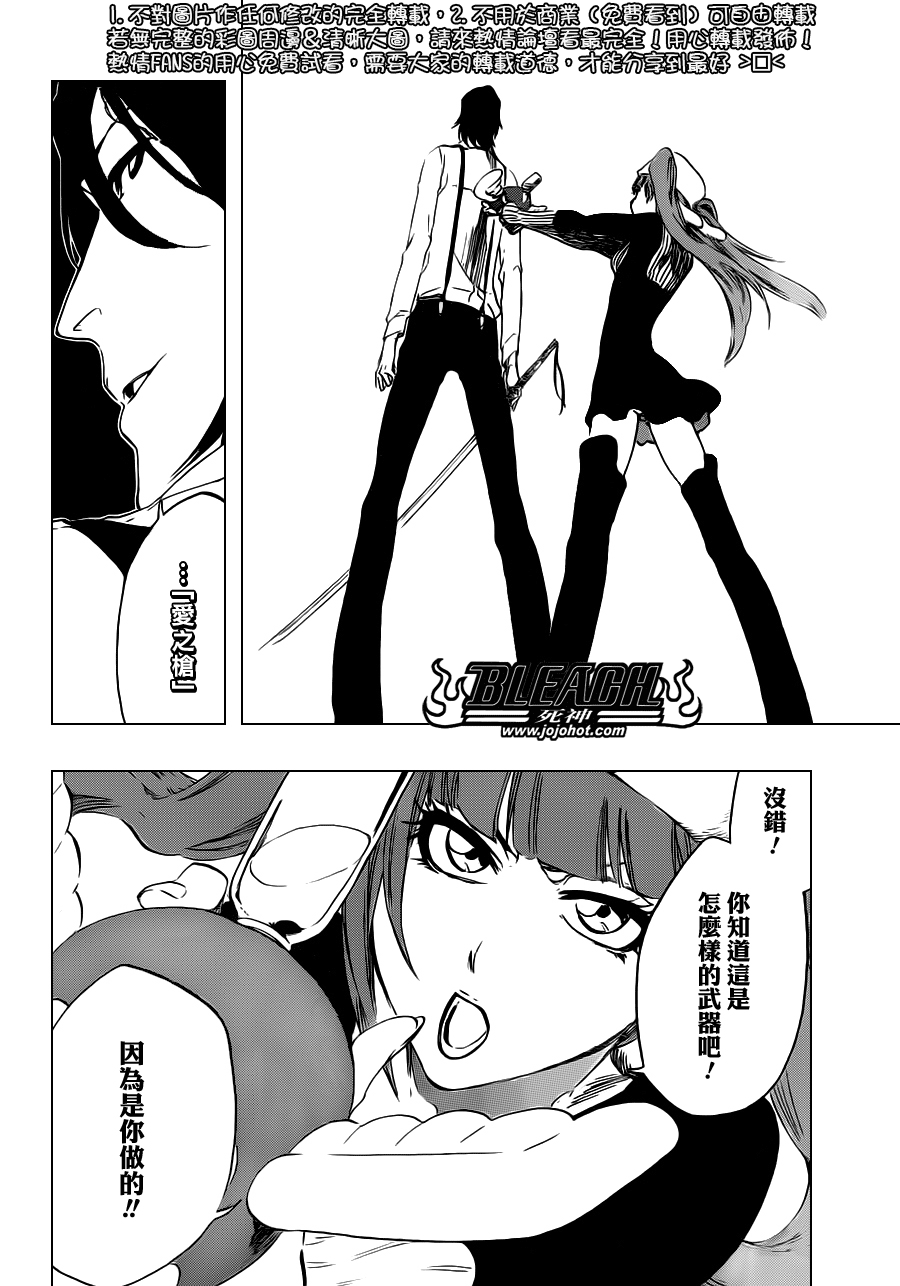 1. 不對圖片作任何修改的完全轉載，2. 不用於商業（免費看到）可自由轉載
若無完整的彩圖周漫&清晰大圖，請來熱情論壇看最完全！用心轉載發佈！
熱情FANS的用心免費試看，需要大家的轉載道德，才能分享到最好 >口<
…「愛之槍」
BLEACH
死神
www.jojohot.com
沒錯！
你知道這是
怎麼樣的武器吧！
因為是你做的!!